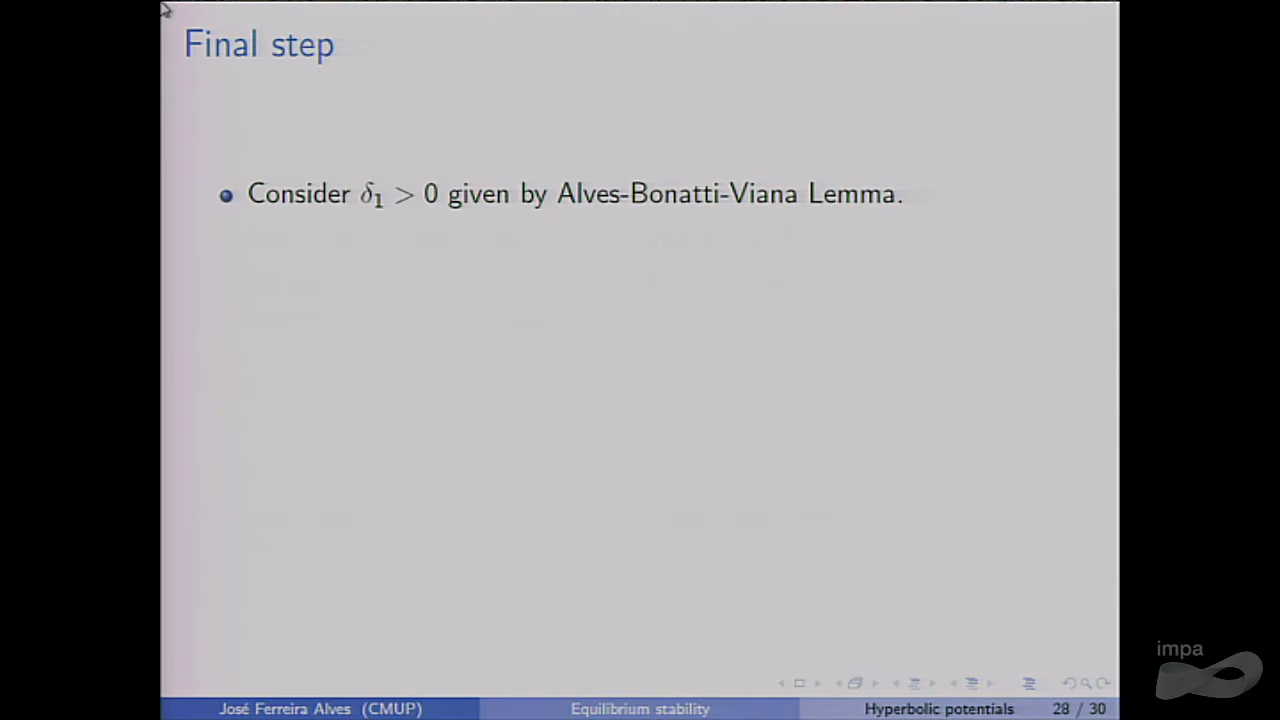 Final step
Consider δ₁ > 0 given by Alves-Bonatti-Viana Lemma.
impa
José Ferreira Alves (CMUP) Equilibrium stability Hyperbolic potentials 28 / 30